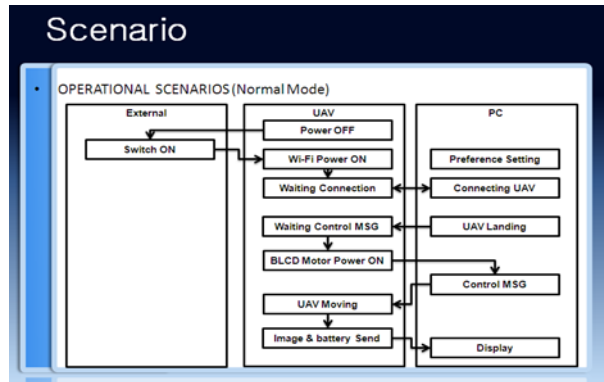 Scenario
• OPERATIONAL SCENARIOS(Normal Mode)
External
UAV
PC
Power OFF
Switch ON
Wi-Fi Power ON
Preference Setting
Waiting Connection
Connecting UAV
Waiting Control MSG
UAV Landing
BLCD Motor Power ON
Control MSG
UAV Moving
Image & battery Send
Display